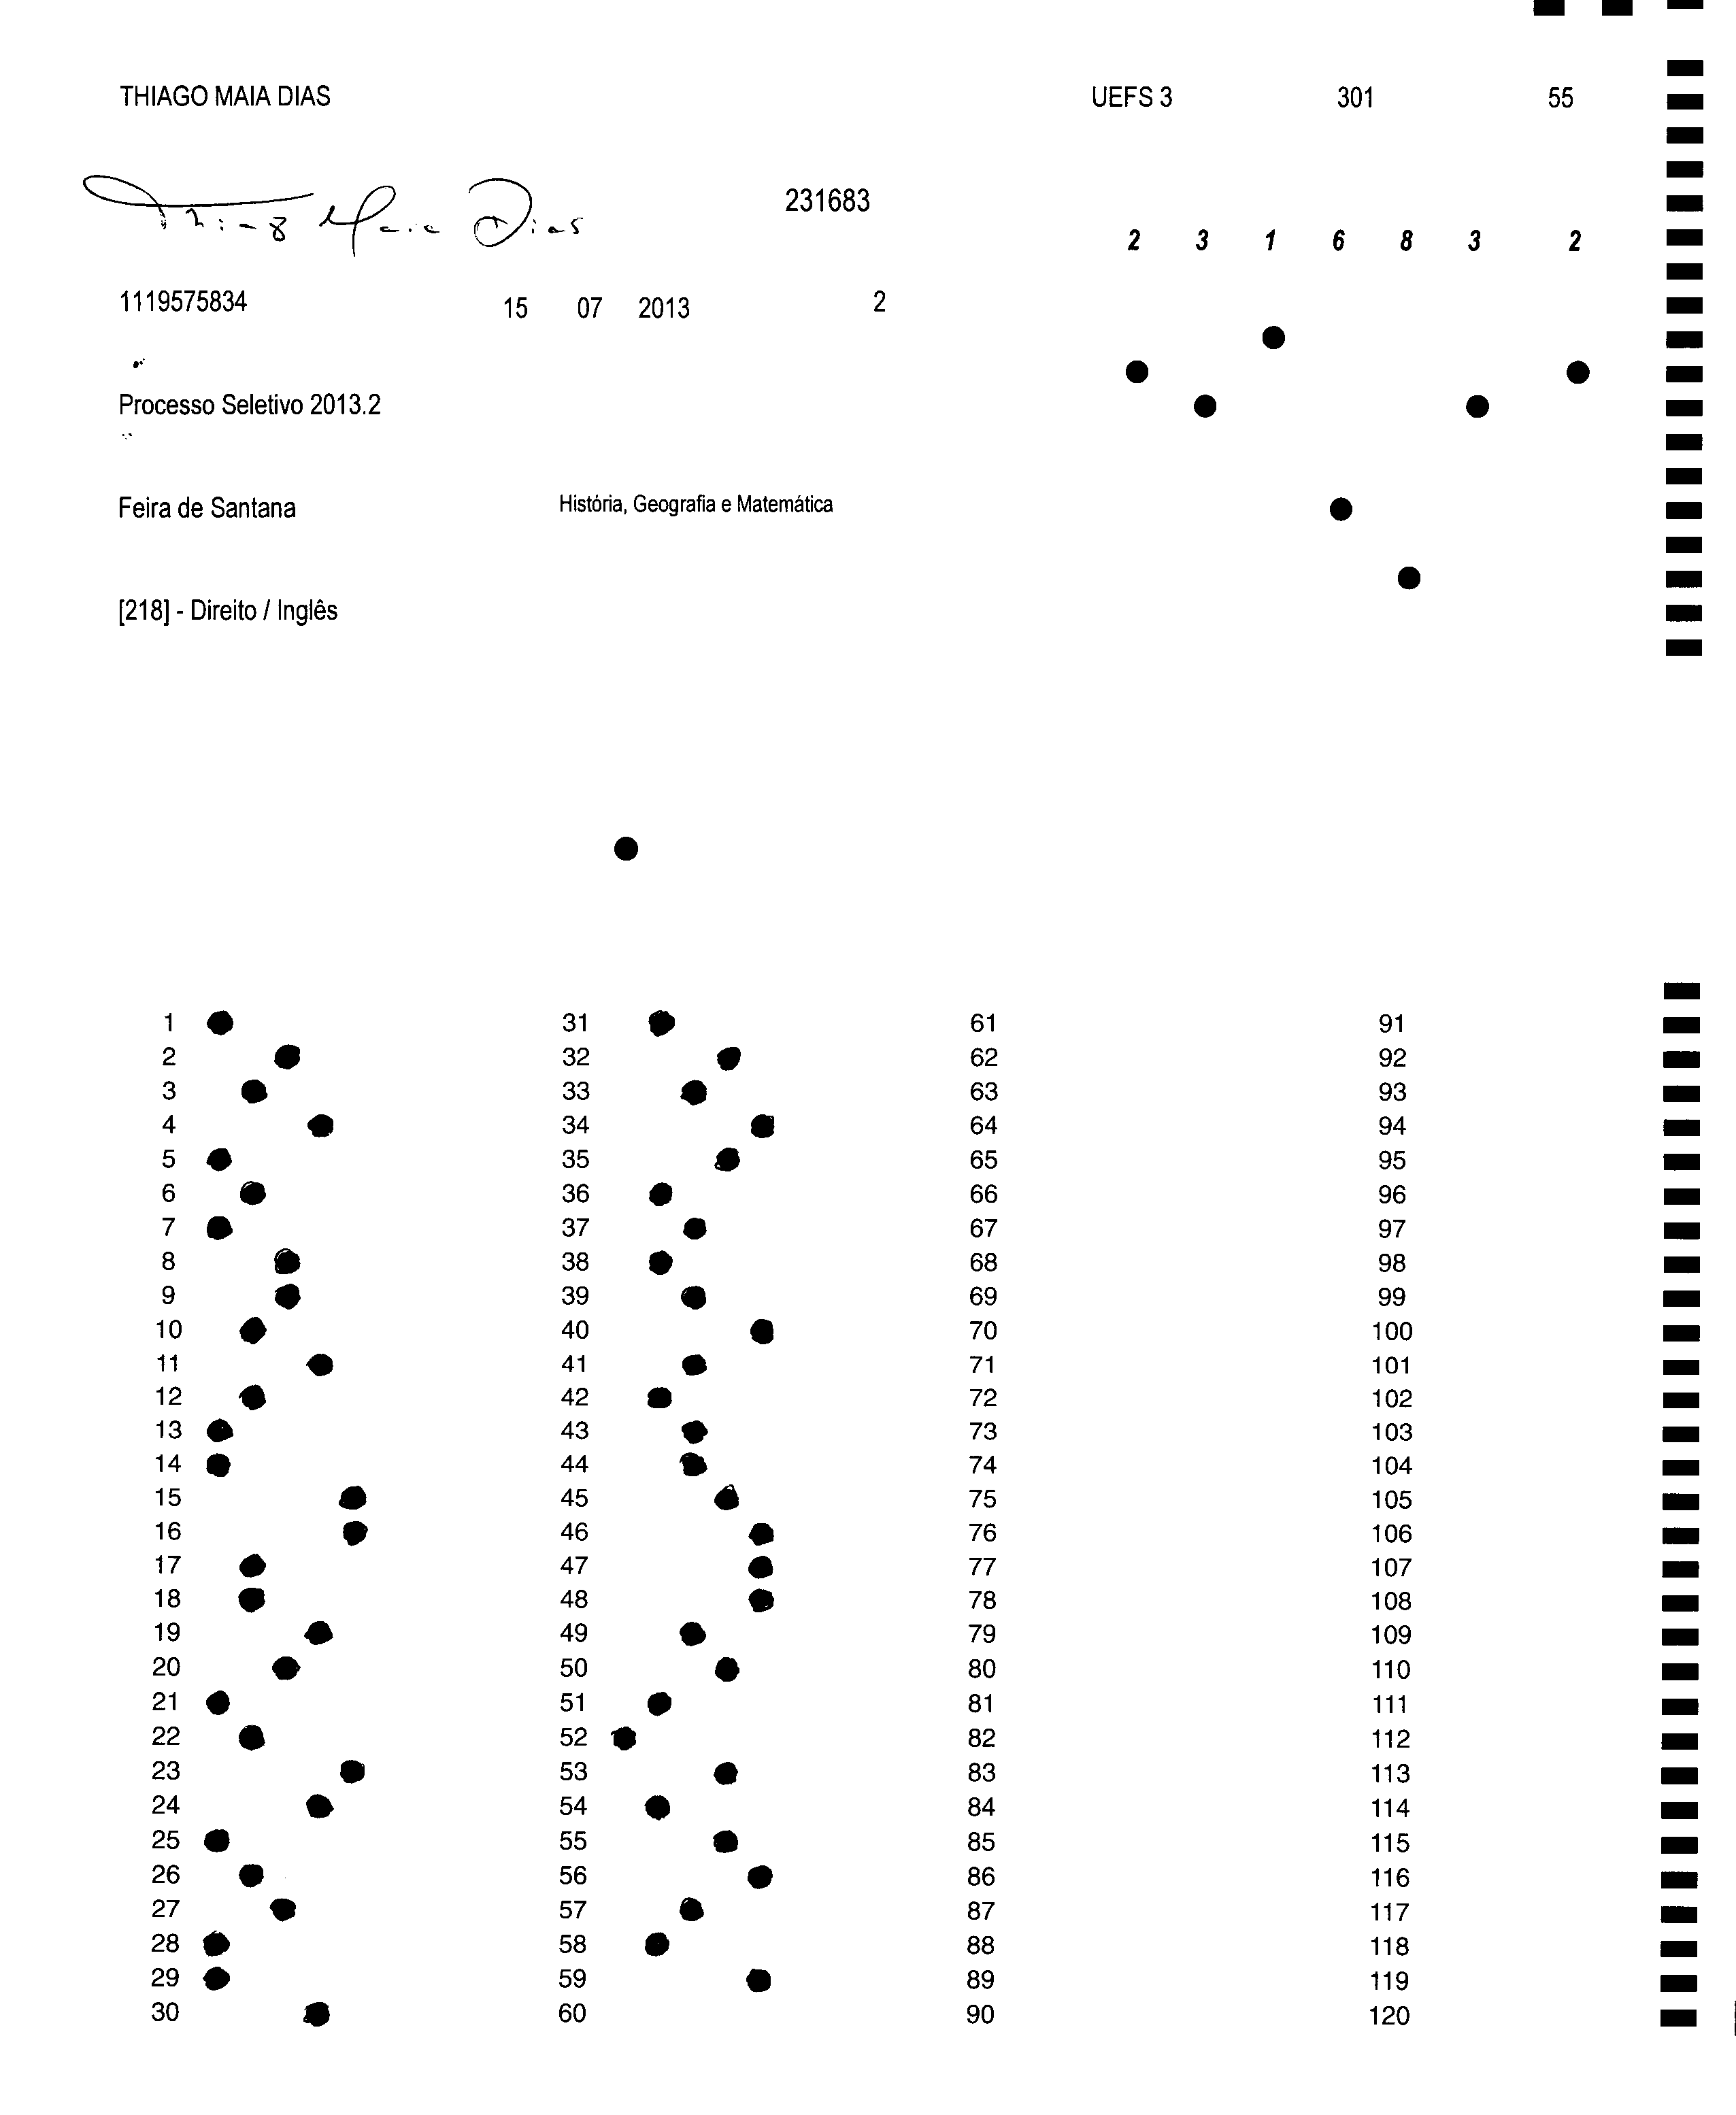 THIAGO MAIA DIAS UEFS 3 301 55
Thiago Maia Dias 231683
2 3 1 6 8 3 2
1119575834 15 07 2013 2
Processo Seletivo 2013.2
Feira de Santana História, Geografia e Matemática
[218] - Direito / Inglês
1 31 61 91
2 32 62 92
3 33 63 93
4 34 64 94
5 35 65 95
6 36 66 96
7 37 67 97
8 38 68 98
9 39 69 99
10 40 70 100
11 41 71 101
12 42 72 102
13 43 73 103
14 44 74 104
15 45 75 105
16 46 76 106
17 47 77 107
18 48 78 108
19 49 79 109
20 50 80 110
21 51 81 111
22 52 82 112
23 53 83 113
24 54 84 114
25 55 85 115
26 56 86 116
27 57 87 117
28 58 88 118
29 59 89 119
30 60 90 120